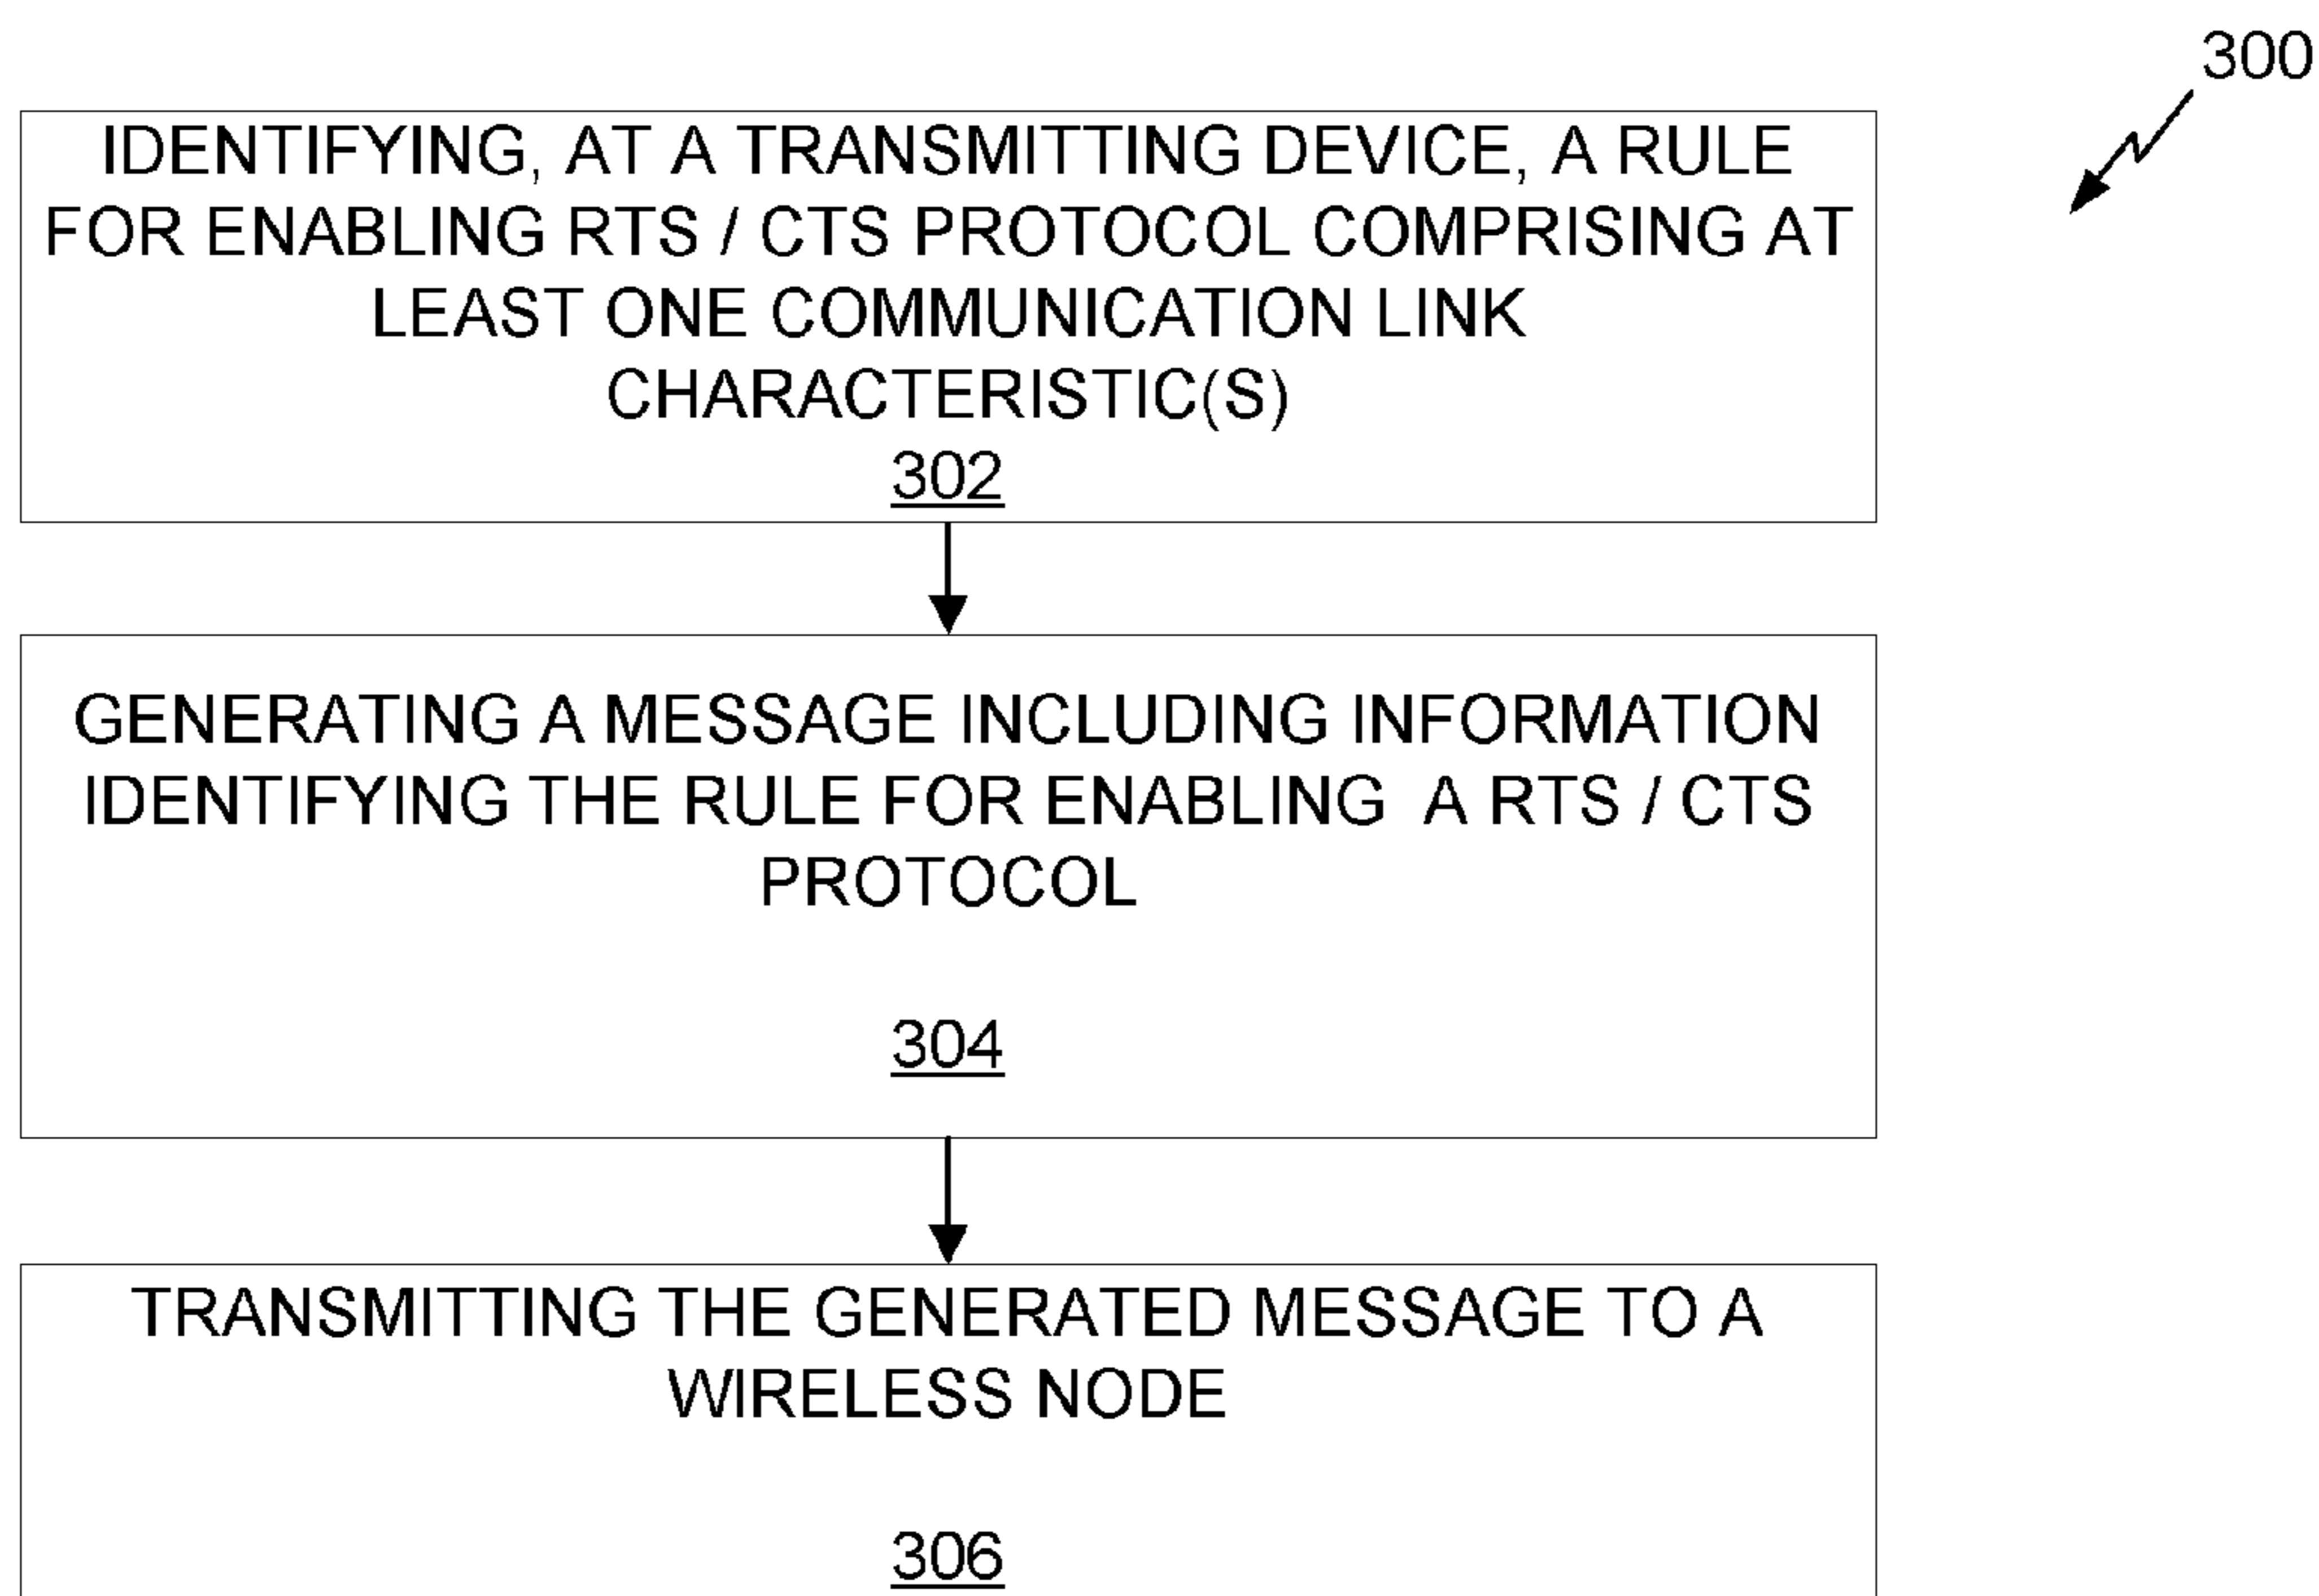 300
IDENTIFYING, AT A TRANSMITTING DEVICE, A RULE
FOR ENABLING RTS / CTS PROTOCOL COMPRISING AT
LEAST ONE COMMUNICATION LINK
CHARACTERISTIC(S)
302
GENERATING A MESSAGE INCLUDING INFORMATION
IDENTIFYING THE RULE FOR ENABLING A RTS / CTS
PROTOCOL
304
TRANSMITTING THE GENERATED MESSAGE TO A
WIRELESS NODE
306